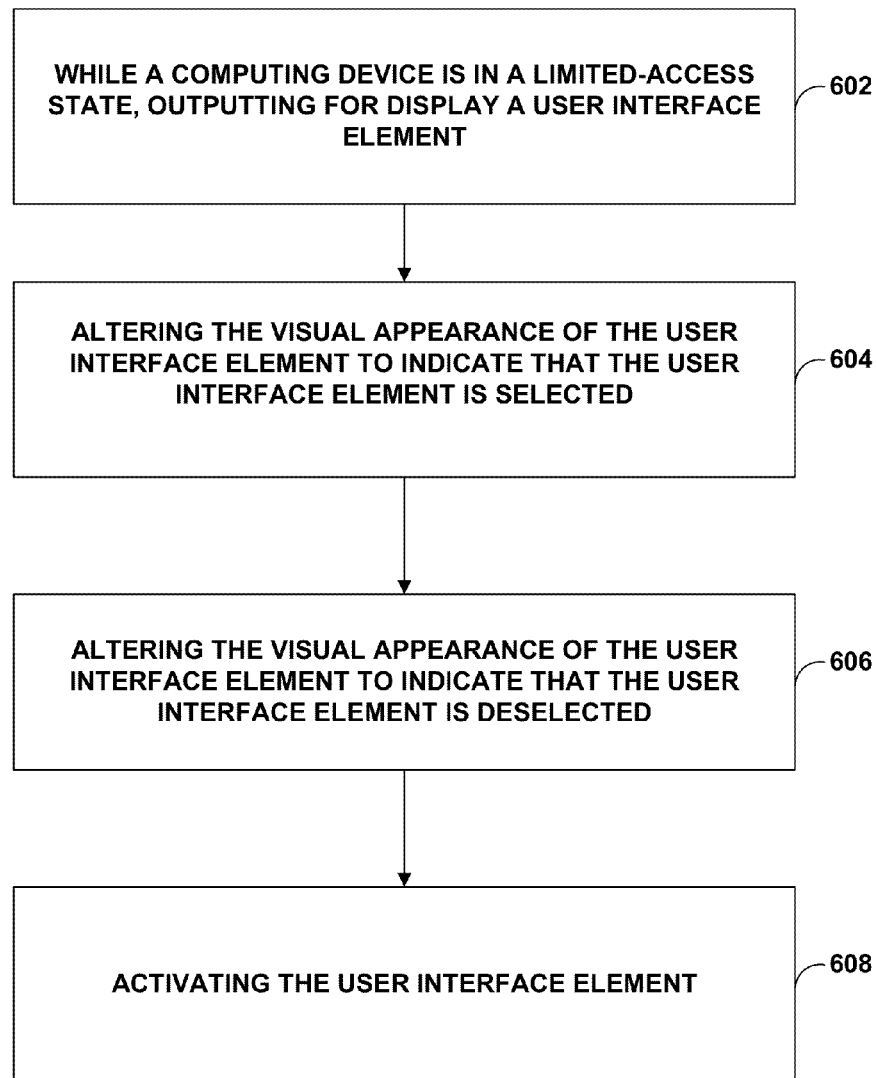 WHILE A COMPUTING DEVICE IS IN A LIMITED-ACCESS
STATE, OUTPUTTING FOR DISPLAY A USER INTERFACE
ELEMENT
602
ALTERING THE VISUAL APPEARANCE OF THE USER
INTERFACE ELEMENT TO INDICATE THAT THE USER
INTERFACE ELEMENT IS SELECTED
604
ALTERING THE VISUAL APPEARANCE OF THE USER
INTERFACE ELEMENT TO INDICATE THAT THE USER
INTERFACE ELEMENT IS DESELECTED
606
ACTIVATING THE USER INTERFACE ELEMENT
608